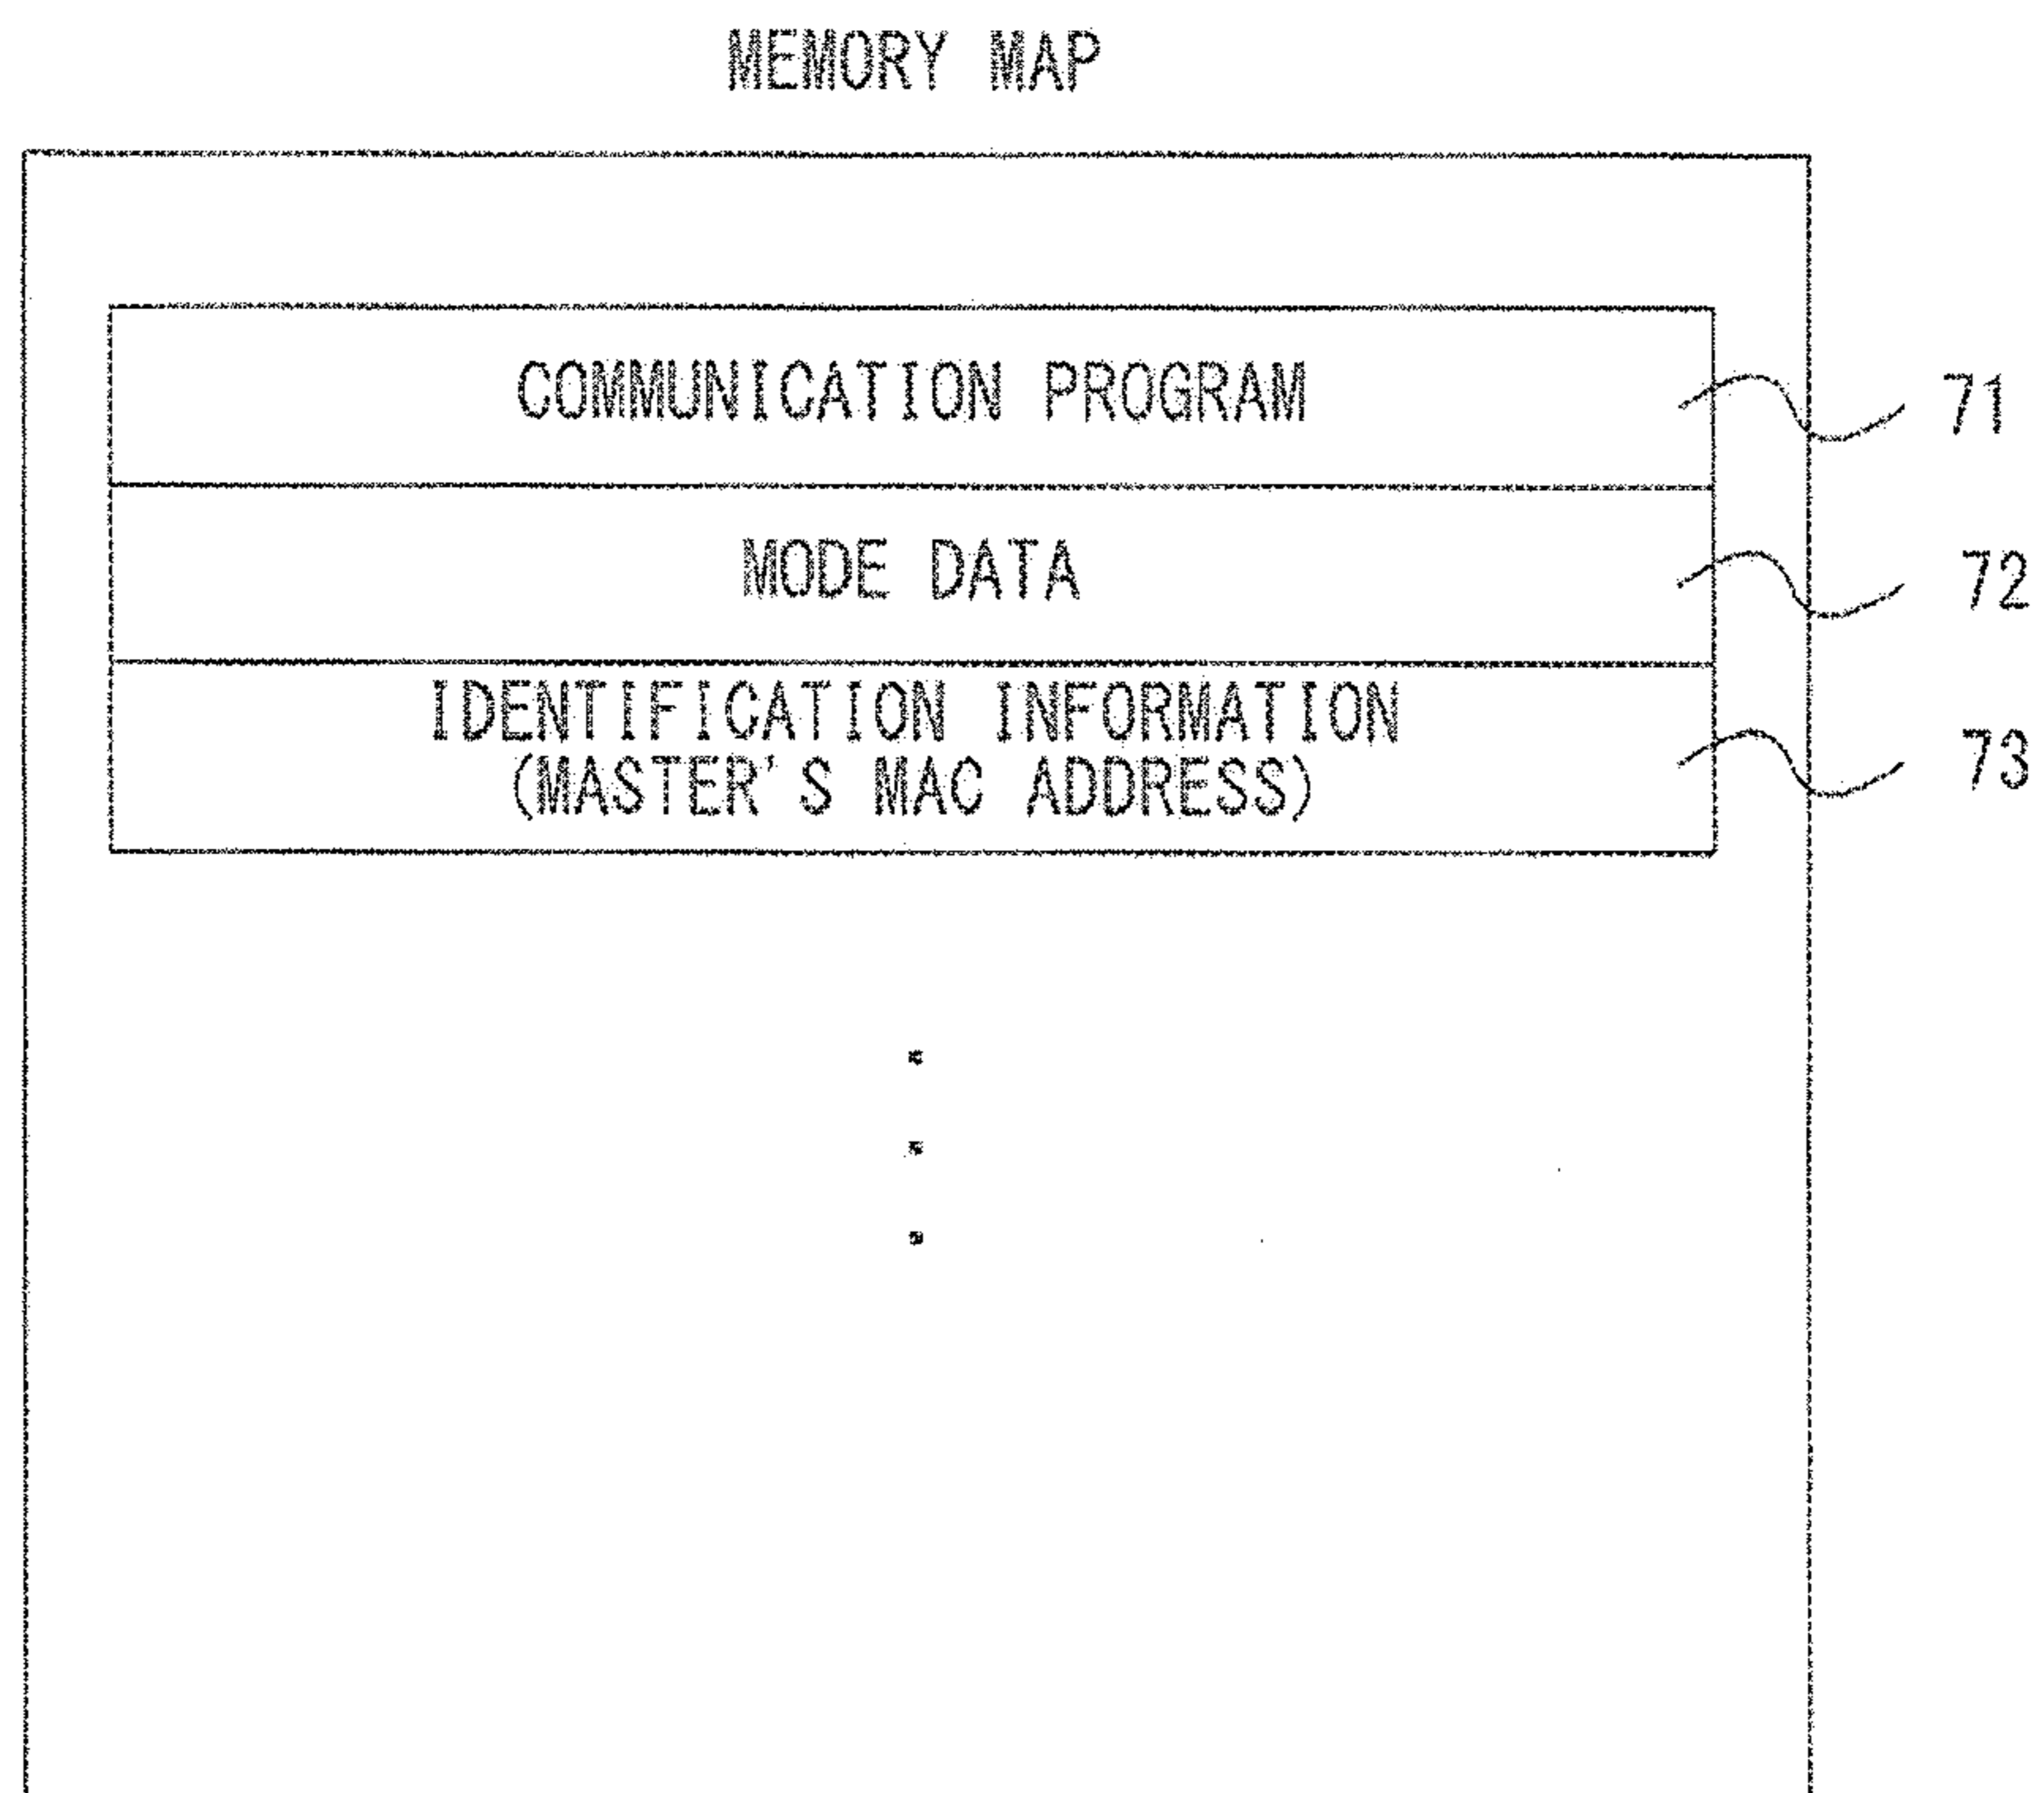 MEMORY MAP
COMMUNICATION PROGRAM 71
MODE DATA 72
IDENTIFICATION INFORMATION
(MASTER'S MAC ADDRESS) 73